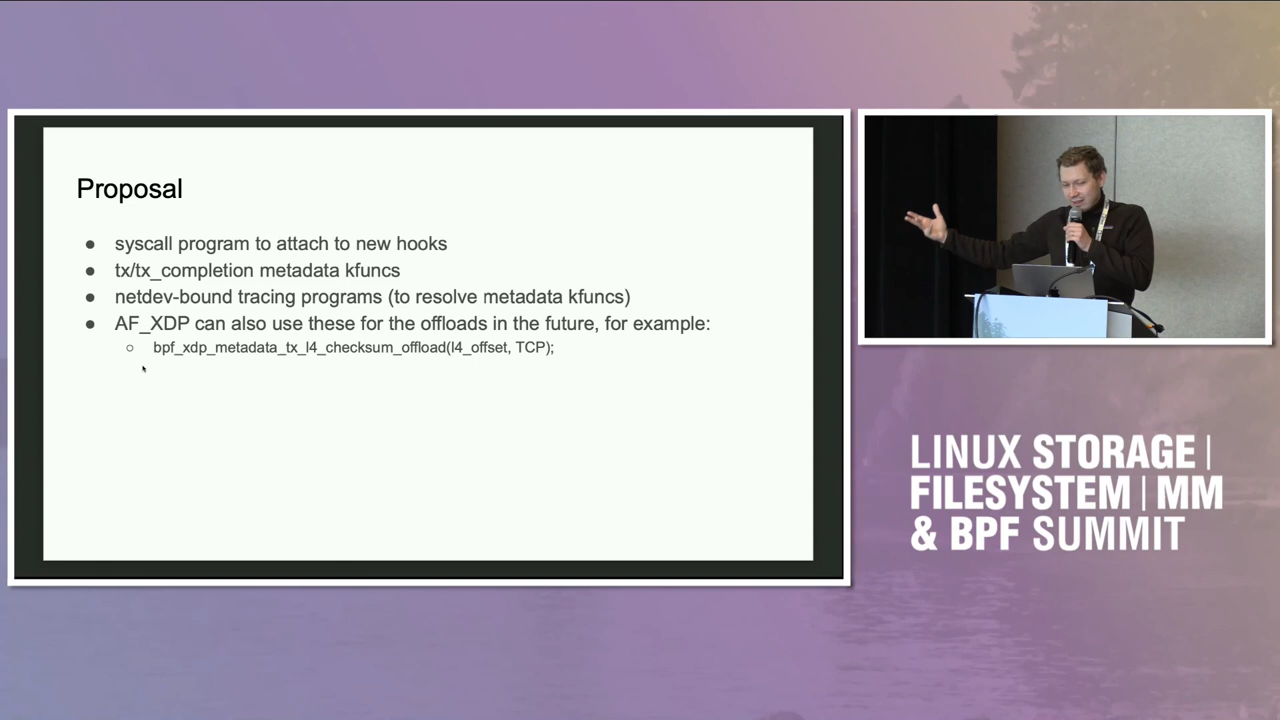 Proposal
● syscall program to attach to new hooks
● tx/tx_completion metadata kfuncs
● netdev-bound tracing programs (to resolve metadata kfuncs)
● AF_XDP can also use these for the offloads in the future, for example:
○ bpf_xdp_metadata_tx_l4_checksum_offload(l4_offset, TCP);
LINUX STORAGE |
FILESYSTEM | MM
& BPF SUMMIT